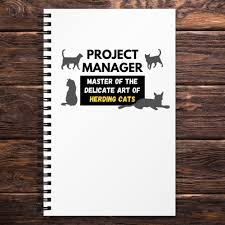 PROJECT
MANAGER
MASTER OF THE
DELICATE ART OF
HERDING CATS